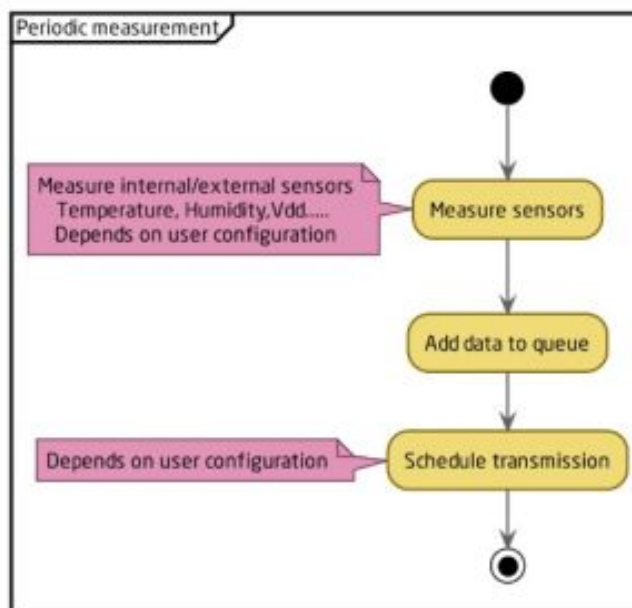 Periodic measurement
Measure internal/external sensors
Temperature, Humidity,Vdd.....
Depends on user configuration
Measure sensors
Add data to queue
Depends on user configuration
Schedule transmission